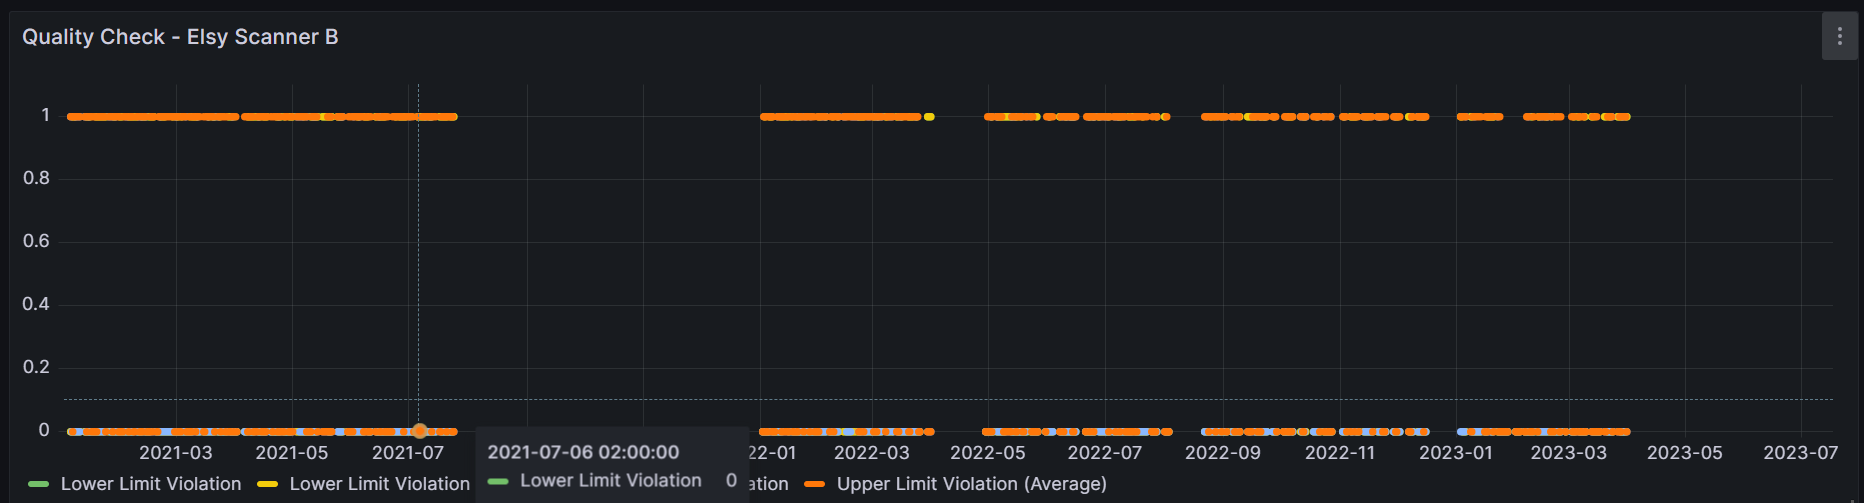 Quality Check - Elsy Scanner B
1
0.8
0.6
0.4
0.2
0
2021-03 2021-05 2021-07 22-01 2022-03 2022-05 2022-07 2022-09 2022-11 2023-01 2023-03 2023-05 2023-07
2021-07-06 02:00:00
Lower Limit Violation 0
Lower Limit Violation Lower Limit Violation ation Upper Limit Violation (Average)